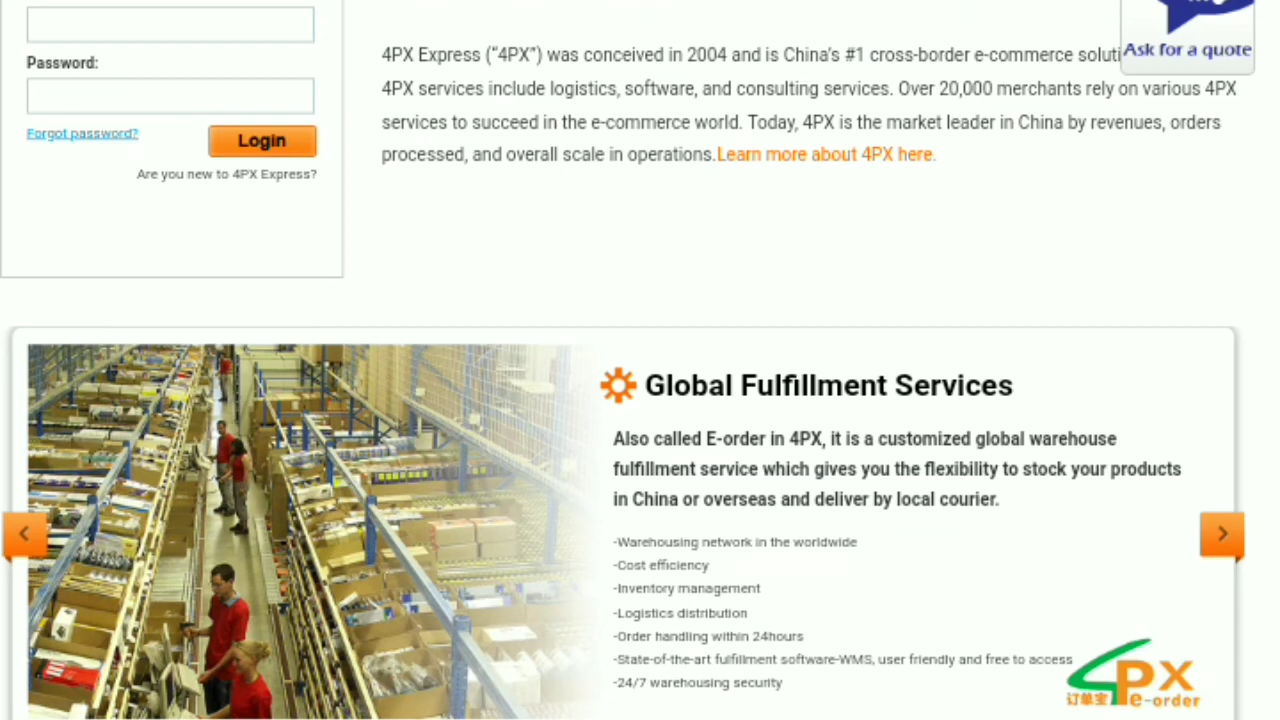 Password:
Forgot password?
Login
Are you new to 4PX Express?
Ask for a quote
4PX Express (“4PX”) was conceived in 2004 and is China’s #1 cross-border e-commerce
4PX services include logistics, software, and consulting services. Over 20,000 merchants rely on various 4PX
services to succeed in the e-commerce world. Today, 4PX is the market leader in China by revenues, orders
processed, and overall scale in operations.Learn more about 4PX here.
Global Fulfillment Services
Also called E-order in 4PX, it is a customized global warehouse
fulfillment service which gives you the flexibility to stock your products
in China or overseas and deliver by local courier.
-Warehousing network in the worldwide
-Cost efficiency
-Inventory management
-Logistics distribution
-Order handling within 24hours
-State-of-the-art fulfillment software-WMS, user friendly and free to access
-24/7 warehousing security
4PX
订单宝 e-order